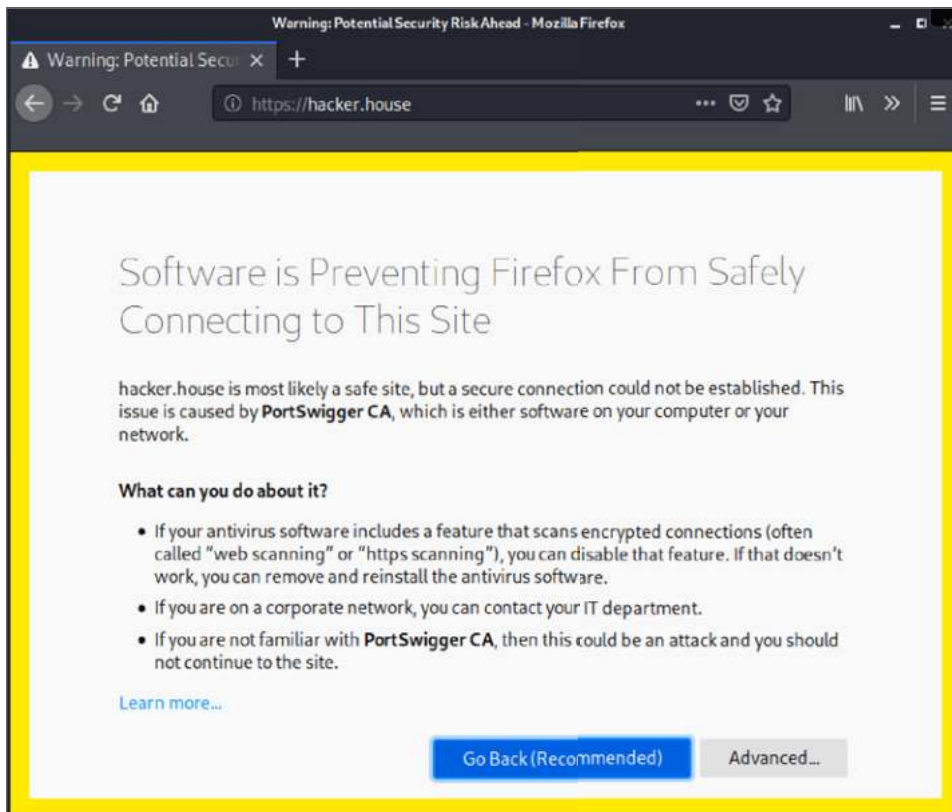 Warning: Potential Security Risk Ahead - Mozilla Firefox
Warning: Potential Secu
https://hacker.house
Software is Preventing Firefox From Safely
Connecting to This Site
hacker.house is most likely a safe site, but a secure connection could not be established. This
issue is caused by PortSwigger CA, which is either software on your computer or your
network.
What can you do about it?
• If your antivirus software includes a feature that scans encrypted connections (often
called “web scanning” or “https scanning”), you can disable that feature. If that doesn’t
work, you can remove and reinstall the antivirus software.
• If you are on a corporate network, you can contact your IT department.
• If you are not familiar with PortSwigger CA, then this could be an attack and you should
not continue to the site.
Learn more...
Go Back (Recommended) Advanced...